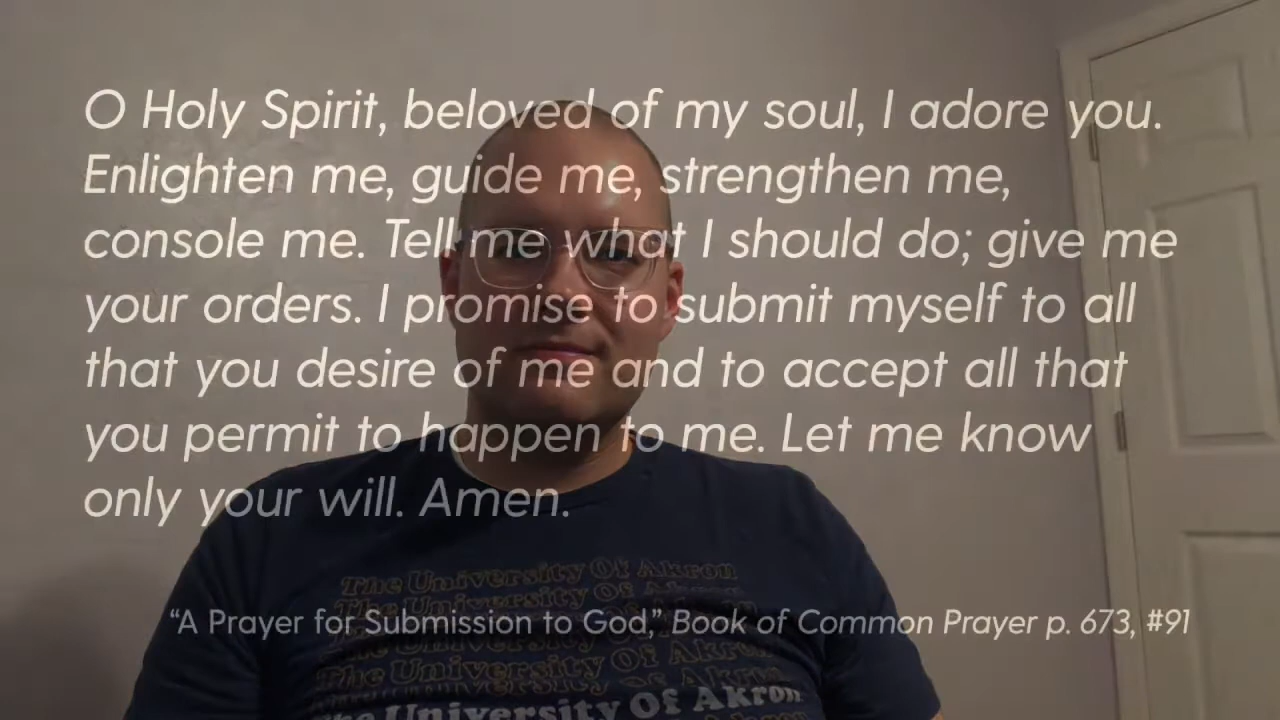 O Holy Spirit, beloved of my soul, I adore you.
Enlighten me, guide me, strengthen me,
console me. Tell me what I should do; give me
your orders. I promise to submit myself to all
that you desire of me and to accept all that
you permit to happen to me. Let me know
only your will. Amen.
The University Of Akron
“A Prayer for Submission to God,” Book of Common Prayer p. 673, #91
The University Of Akron
The University Of Akron